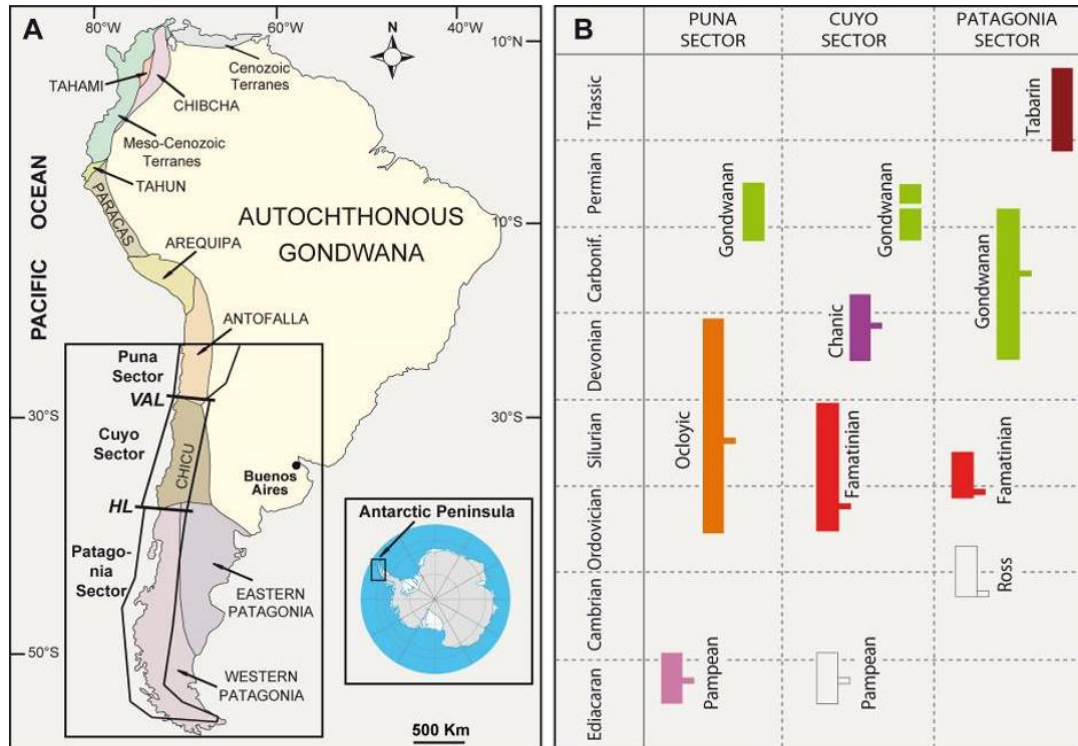 A
80°W
60°W
40°W
N
10°N
TAHAMI
CHIBCHA
Cenozoic
Terranes
Meso-Cenozoic
Terranes
TAHUN
PARACAS
PACIFIC OCEAN
AUTOCHTHONOUS
GONDWANA
10°S
AREQUIPA
ANTOFALLA
Puna
Sector
VAL
30°S
30°S
Cuyo
Sector
CHICU
Buenos
Aires
HL
Antarctic Peninsula
Patago-
nia
Sector
EASTERN
PATAGONIA
50°S
WESTERN
PATAGONIA
500 Km
B
PUNA
SECTOR
CUYO
SECTOR
PATAGONIA
SECTOR
Triassic
Tabarin
Permian
Gondwanan
Gondwanan
Carbonif.
Gondwanan
Devonian
Chanic
Silurian
Ocloyic
Famatinian
Famatinian
Ordovician
Ross
Cambrian
Ediacaran
Pampean
Pampean